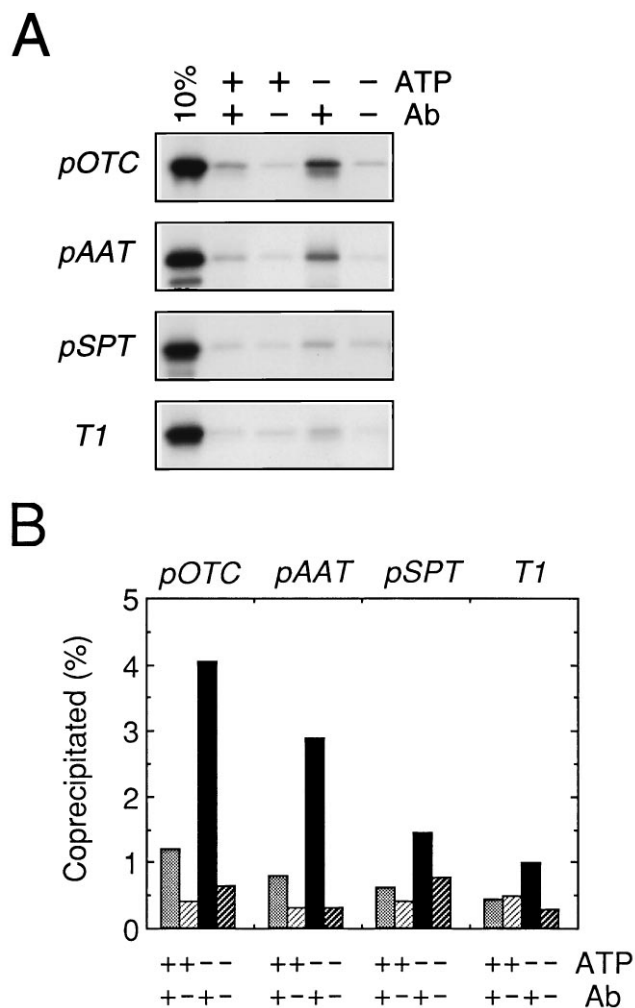 A
10% + + − − ATP
+ − + − Ab
pOTC
pAAT
pSPT
T1
B
pOTC pAAT pSPT T1
5
4
3
2
1
0
Coprecipitated (%)
++−− ++−− ++−− ++−− ATP
+−+− +−+− +−+− +−+− Ab